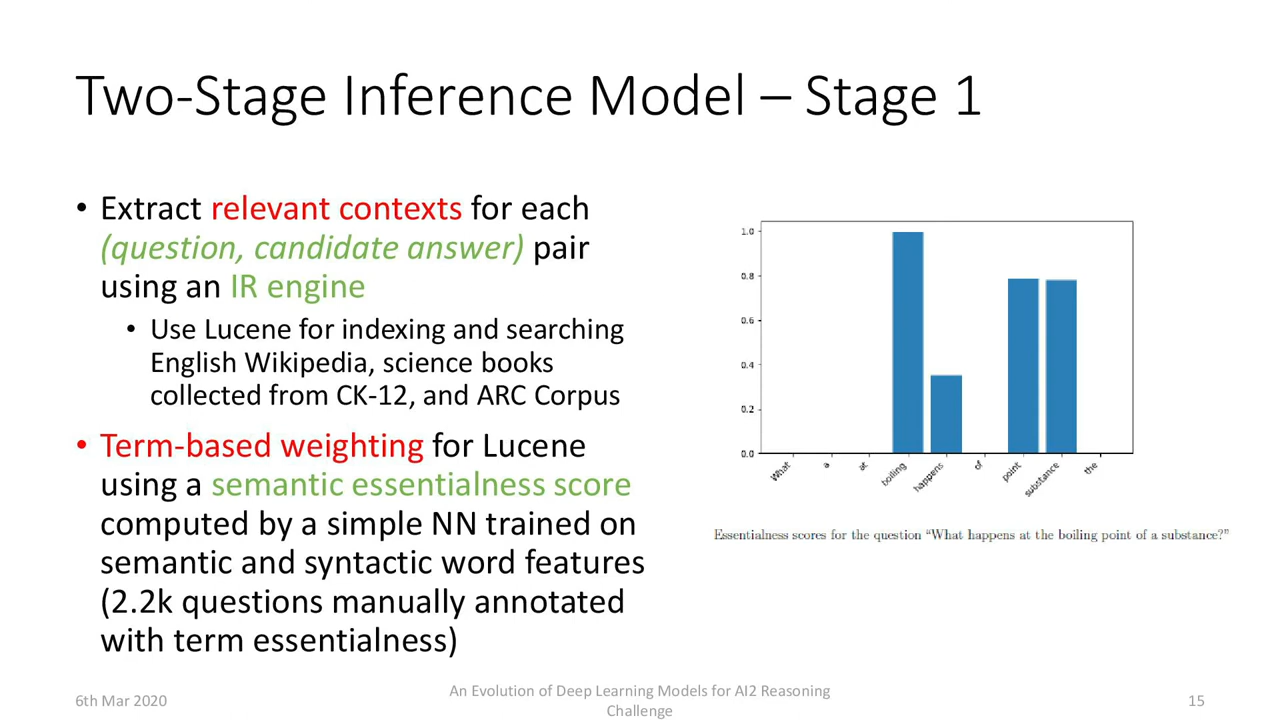 Two-Stage Inference Model – Stage 1
• Extract relevant contexts for each
(question, candidate answer) pair
using an IR engine
• Use Lucene for indexing and searching
English Wikipedia, science books
collected from CK-12, and ARC Corpus
• Term-based weighting for Lucene
using a semantic essentialness score
computed by a simple NN trained on
semantic and syntactic word features
(2.2k questions manually annotated
with term essentialness)
1.0
0.8
0.6
0.4
0.2
0.0
What
a
at
boiling
happens
of
point
substance
the
Essentialness scores for the question “What happens at the boiling point of a substance?”
6th Mar 2020
An Evolution of Deep Learning Models for AI2 Reasoning
Challenge
15